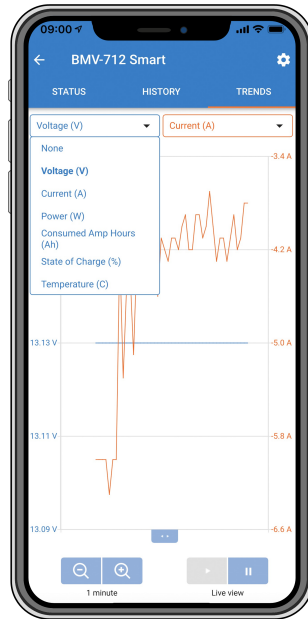 09:00
BMV-712 Smart
STATUS HISTORY TRENDS
Voltage (V) Current (A)
None
Voltage (V)
Current (A)
Power (W)
Consumed Amp Hours
(Ah)
State of Charge (%)
Temperature (C)
-3.4 A
-4.2 A
13.13 V -5.0 A
13.11 V -5.8 A
13.09 V -6.6 A
1 minute Live view